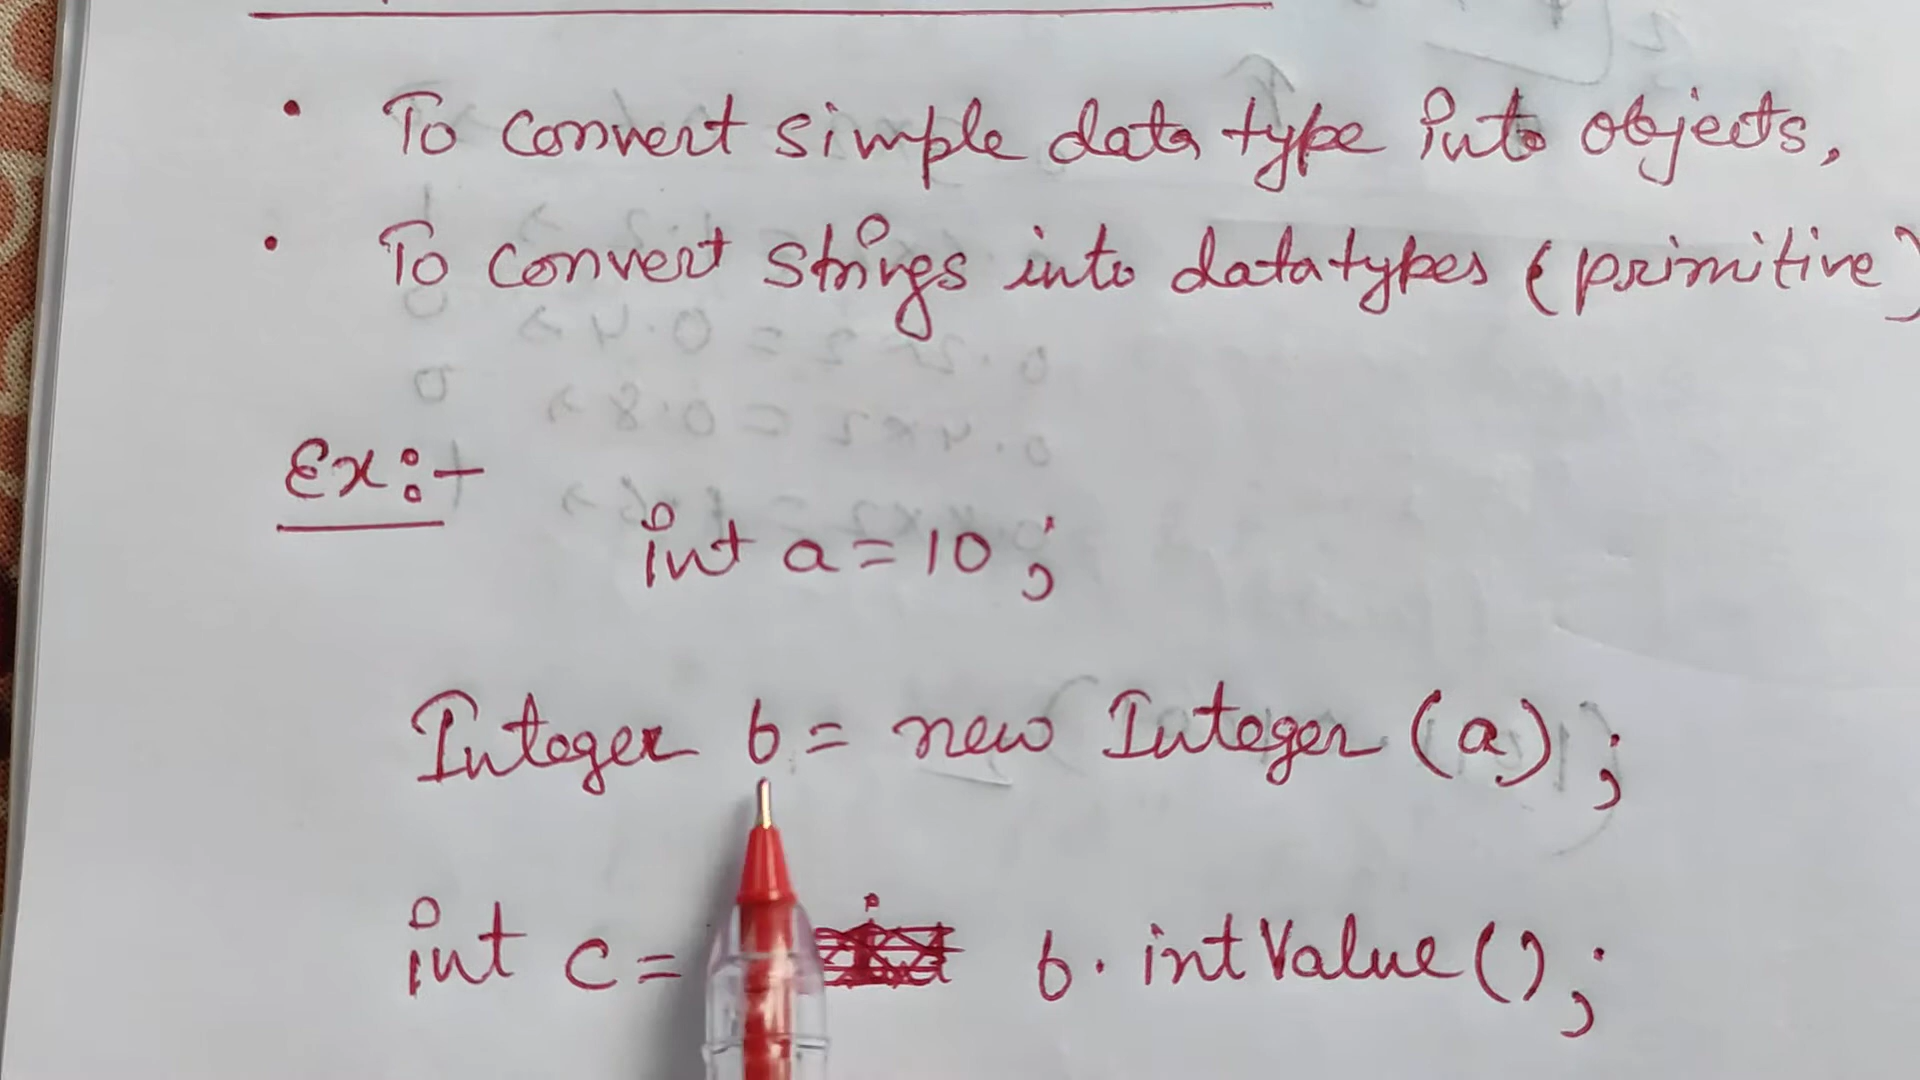 • To convert simple data type into objects.
• To convert strings into datatypes (primitive)
Ex:-
int a = 10 ;
Integer b = new Integer (a) ;
int c = b. intValue() ;